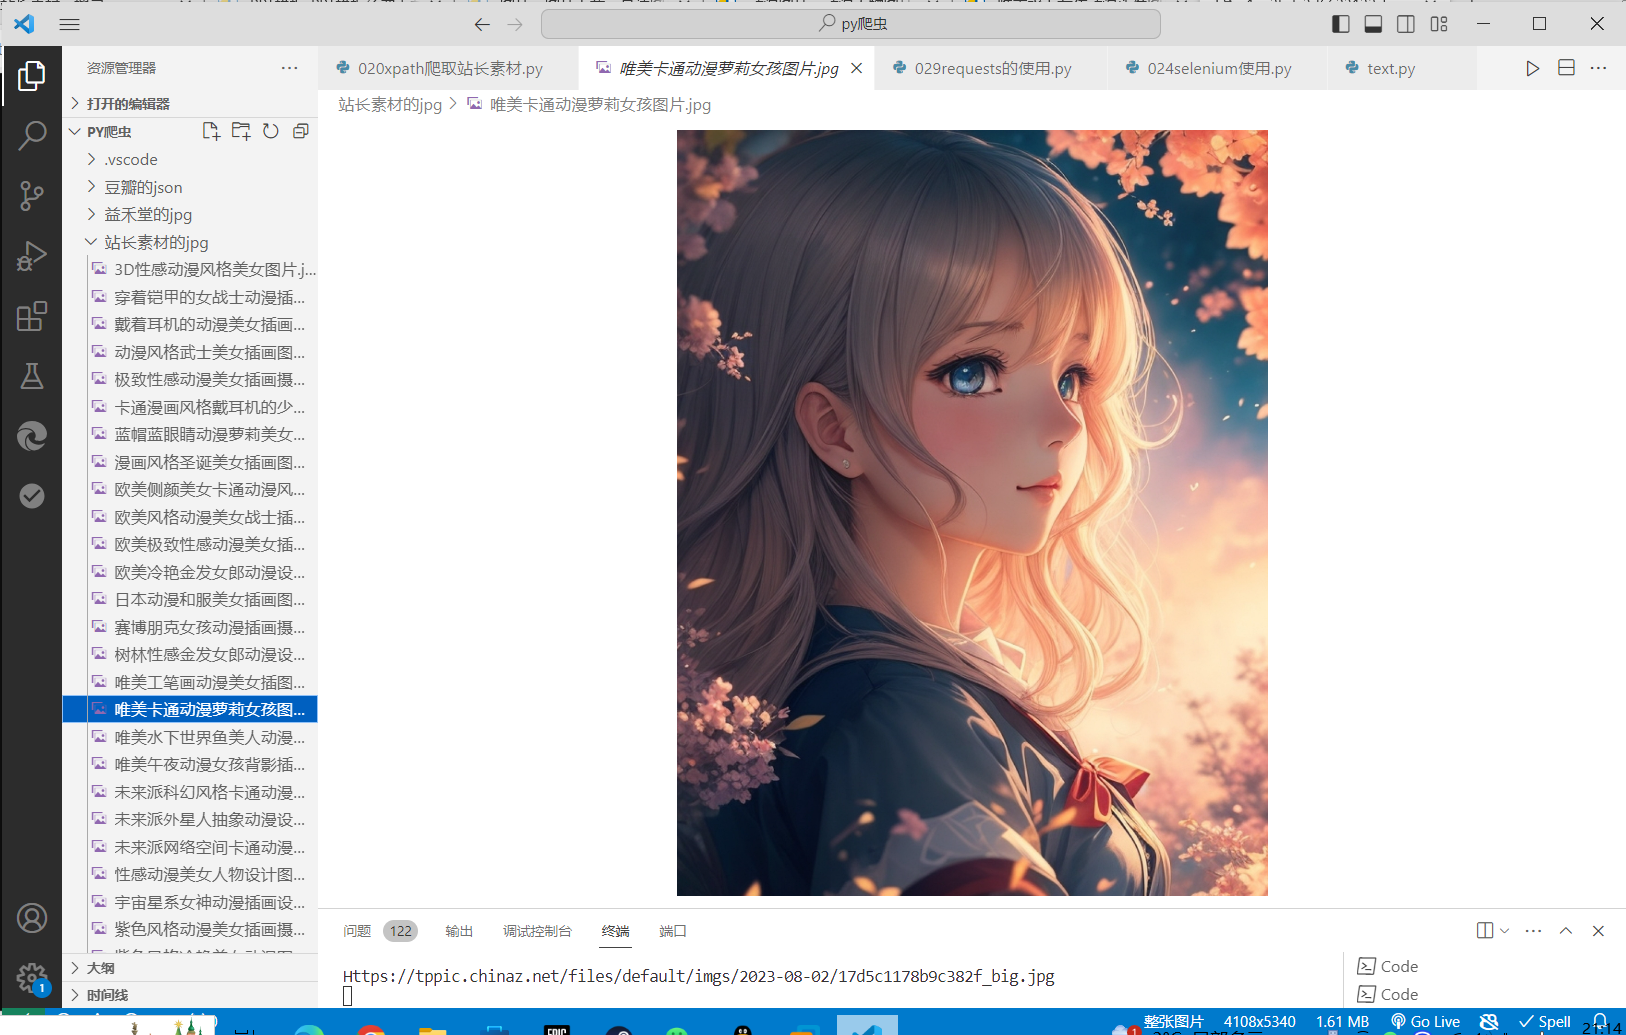 py爬虫
资源管理器
020xpath爬取站长素材.py
唯美卡通动漫萝莉女孩图片.jpg
029requests的使用.py
024selenium使用.py
text.py
打开的编辑器
站长素材的jpg
唯美卡通动漫萝莉女孩图片.jpg
PY爬虫
.vscode
豆瓣的json
益禾堂的jpg
站长素材的jpg
3D性感动漫风格美女图片.j...
穿着铠甲的女战士动漫插...
戴着耳机的动漫美女插画...
动漫风格武士美女插画图...
极致性感动漫美女插画摄...
卡通漫画风格戴耳机的少...
蓝帽蓝眼睛动漫萝莉美女...
漫画风格圣诞美女插画图...
欧美侧颜美女卡通动漫风...
欧美风格动漫美女战士插...
欧美极致性感动漫美女插...
欧美冷艳金发女郎动漫设...
日本动漫和服美女插画图...
赛博朋克女孩动漫插画摄...
树林性感金发女郎动漫设...
唯美工笔画动漫美女插图...
唯美卡通动漫萝莉女孩图...
唯美水下世界鱼美人动漫...
唯美午夜动漫女孩背影插...
未来派科幻风格卡通动漫...
未来派外星人抽象动漫设...
未来派网络空间卡通动漫...
性感动漫美女人物设计图...
宇宙星系女神动漫插画设...
紫色风格动漫美女插画摄...
大纲
时间线
问题 122 输出 调试控制台 终端 端口
Https://tppic.chinaz.net/files/default/imgs/2023-08-02/17d5c1178b9c382f_big.jpg
Code
Code
1
整张图片 4108x5340 1.61 MB Go Live Spell
EPIC
1
21:14